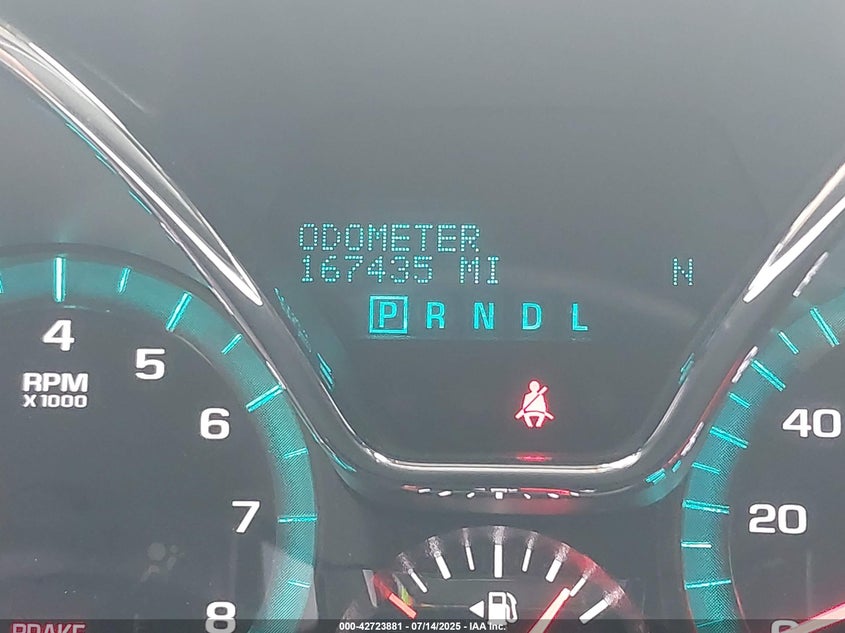 ODOMETER
167435 MI N
P R N D L
4
5
RPM
X1000
6
7
8
40
20
BRAKE
000-42723881 - 07/14/2025 - IAA Inc.